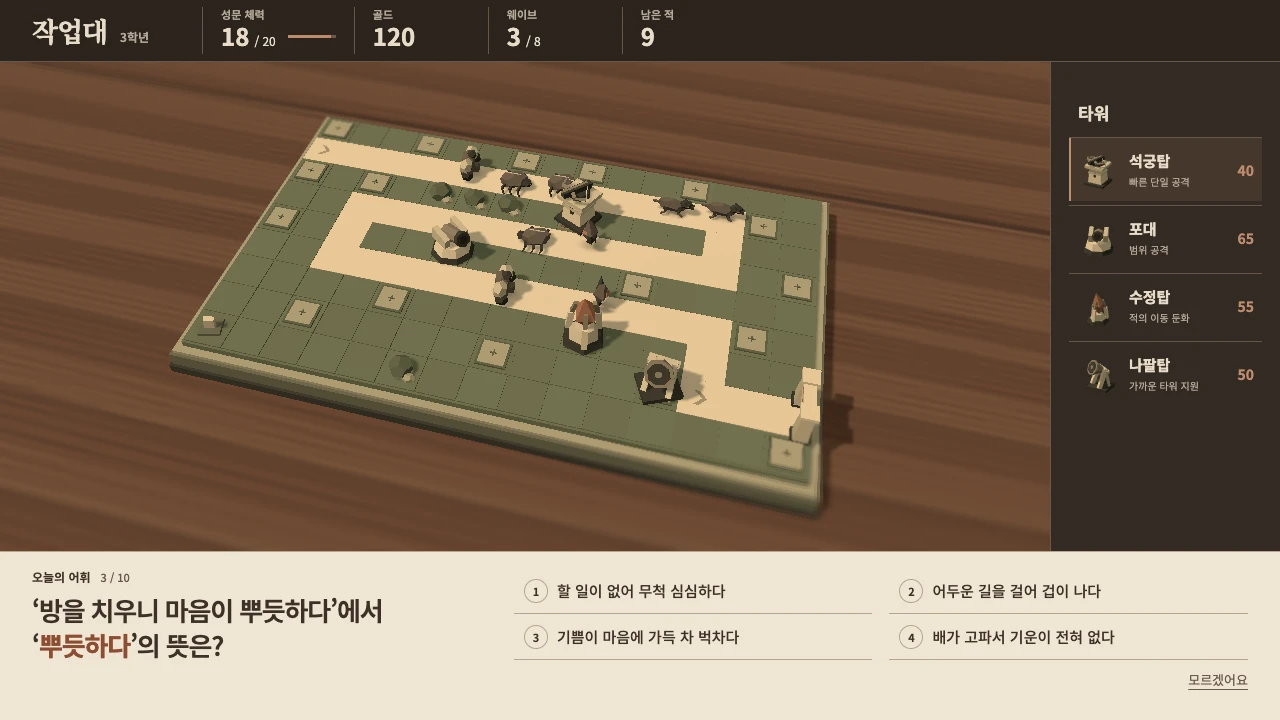 작업대 3학년
성문 체력
18 / 20
골드
120
웨이브
3 / 8
남은 적
9
타워
석궁탑
빠른 단일 공격
40
포대
범위 공격
65
수정탑
적의 이동 둔화
55
나팔탑
가까운 타워 지원
50
오늘의 어휘 3 / 10
‘방을 치우니 마음이 뿌듯하다’에서
‘뿌듯하다’의 뜻은?
1 할 일이 없어 무척 심심하다
2 어두운 길을 걸어 겁이 나다
3 기쁨이 마음에 가득 차 벅차다
4 배가 고파서 기운이 전혀 없다
모르겠어요